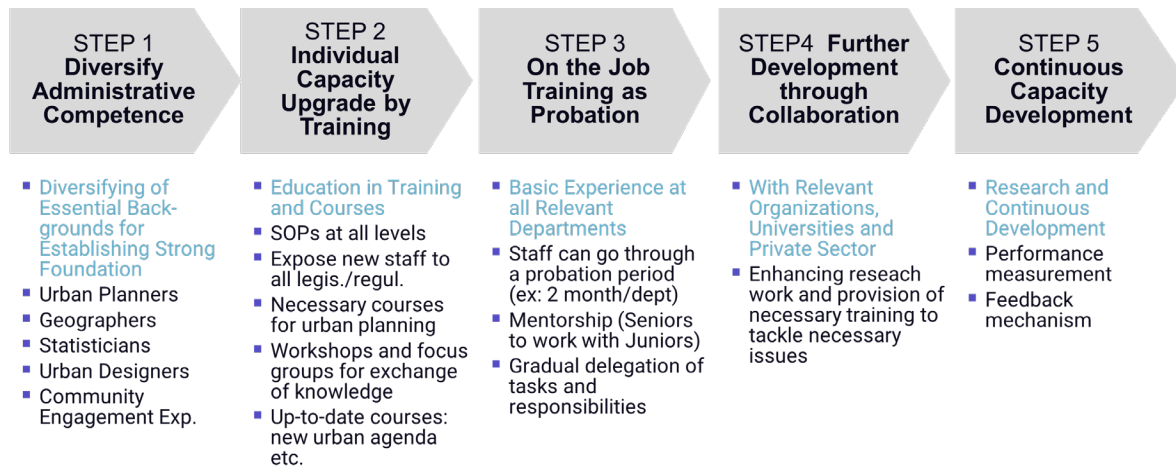 STEP 1
Diversify
Administrative
Competence
STEP 2
Individual
Capacity
Upgrade by
Training
STEP 3
On the Job
Training as
Probation
STEP4 Further
Development
through
Collaboration
STEP 5
Continuous
Capacity
Development
Diversifying of
Essential Back-
grounds for
Establishing Strong
Foundation
Urban Planners
Geographers
Statisticians
Urban Designers
Community
Engagement Exp.
Education in Training
and Courses
SOPs at all levels
Expose new staff to
all legis./regul.
Necessary courses
for urban planning
Workshops and focus
groups for exchange
of knowledge
Up-to-date courses:
new urban agenda
etc.
Basic Experience at
all Relevant
Departments
Staff can go through
a probation period
(ex: 2 month/dept)
Mentorship (Seniors
to work with Juniors)
Gradual delegation of
tasks and
responsibilities
With Relevant
Organizations,
Universities and
Private Sector
Enhancing reseach
work and provision of
necessary training to
tackle necessary
issues
Research and
Continuous
Development
Performance
measurement
Feedback
mechanism